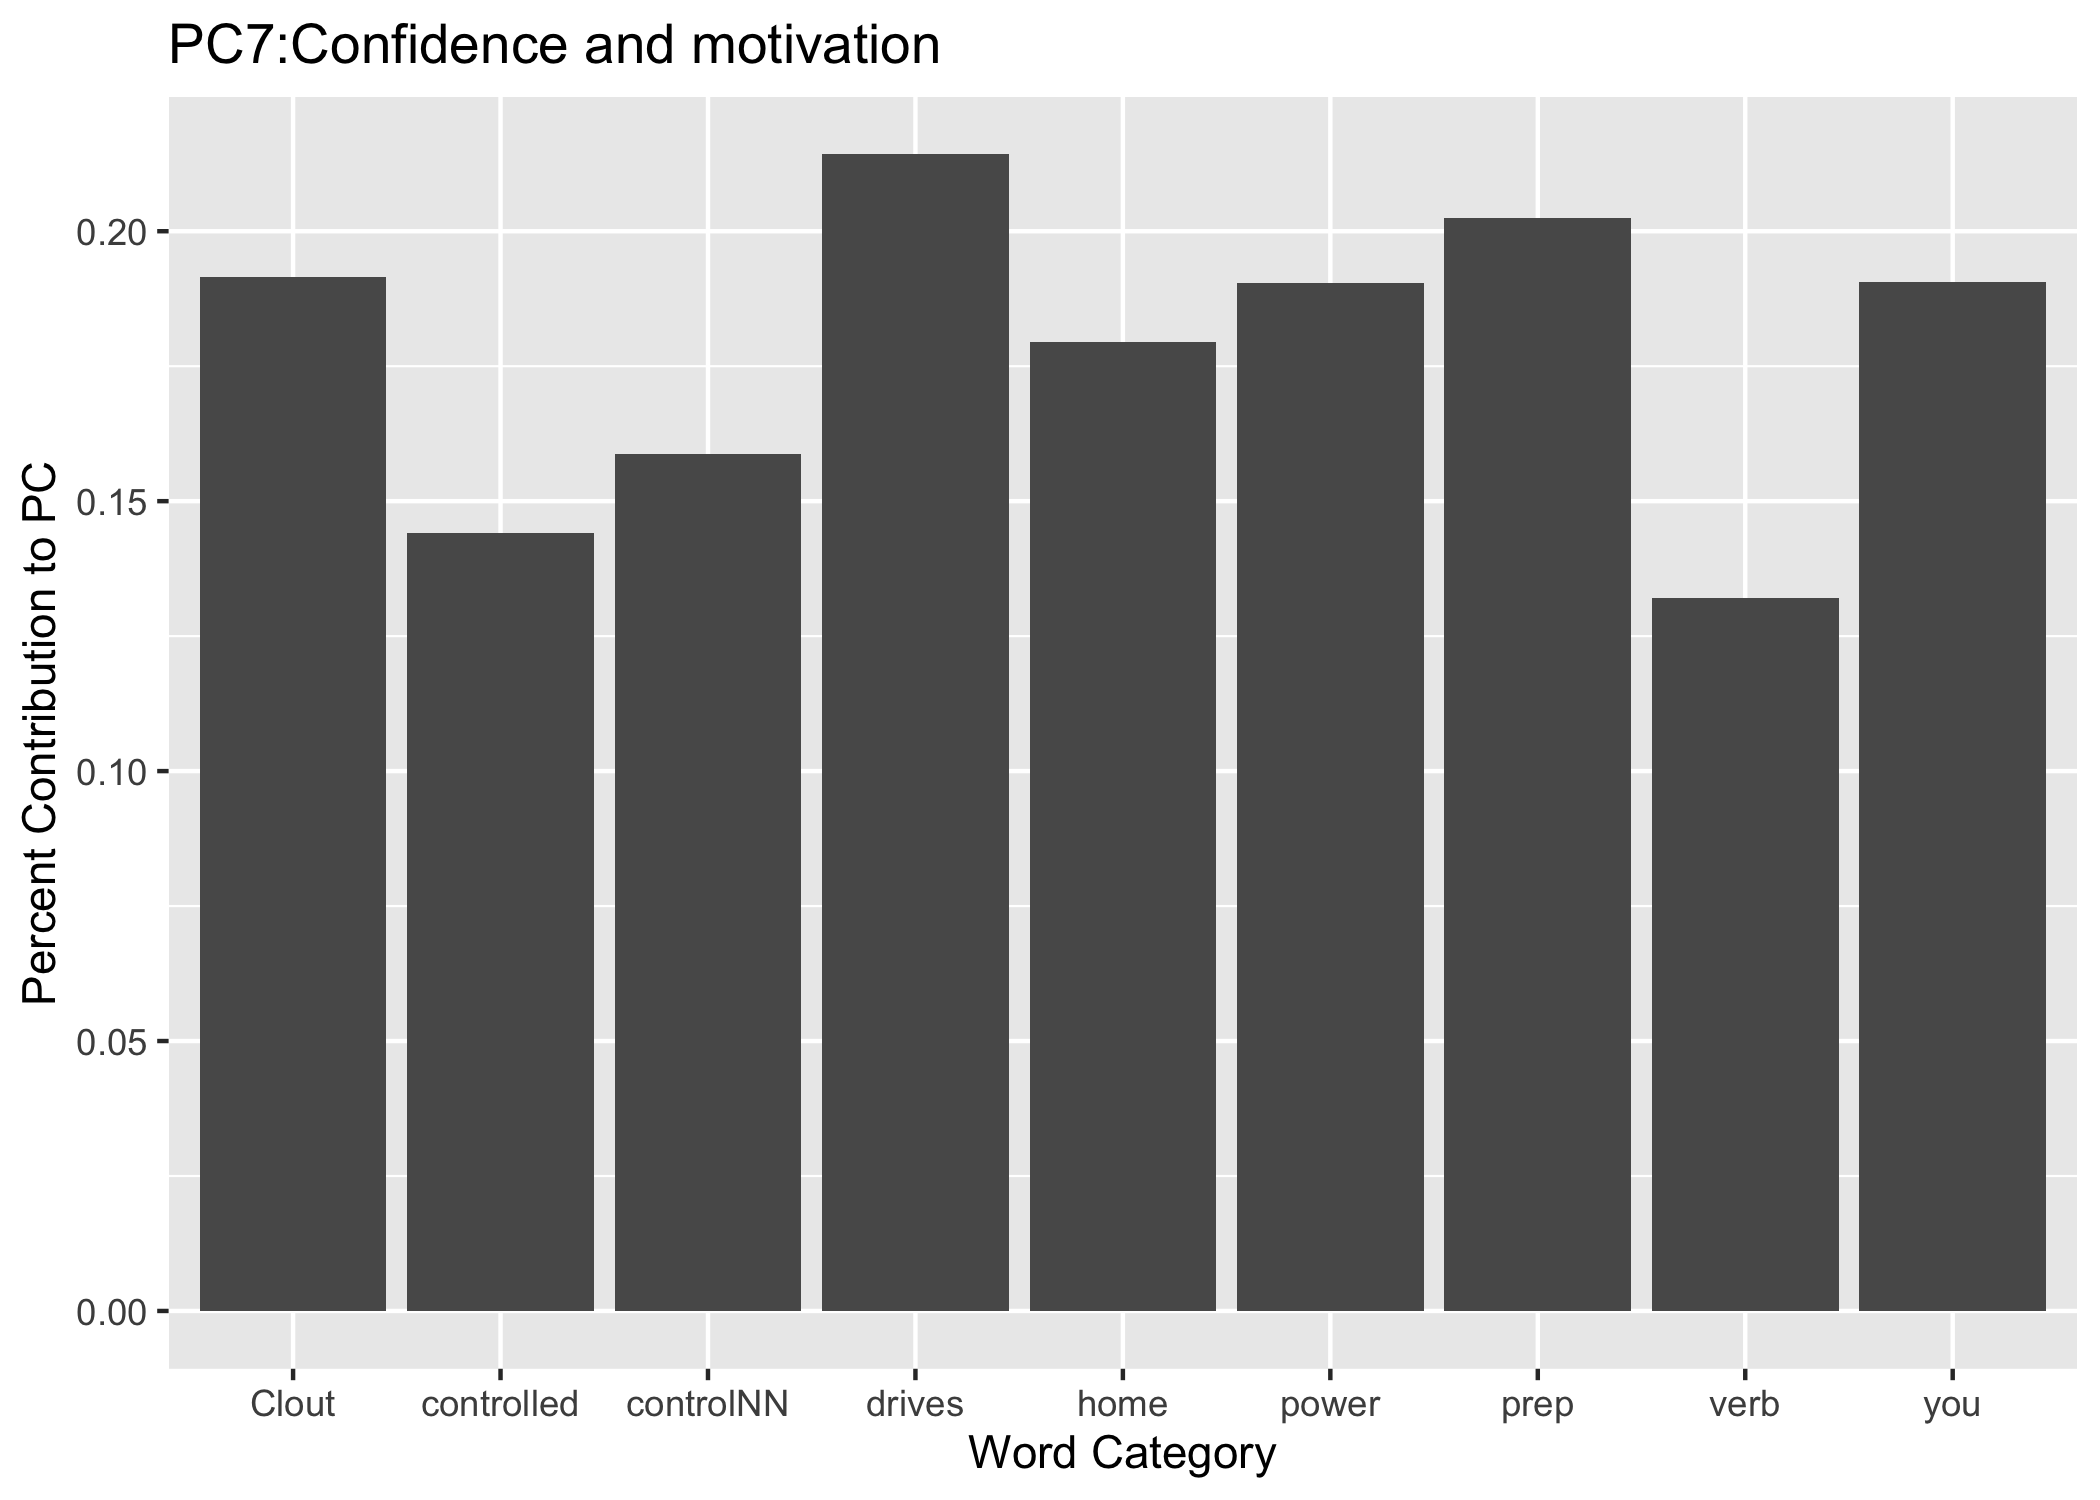 PC7:Confidence and motivation
Percent Contribution to PC
0.20
0.15
0.10
0.05
0.00
Clout controlled controlNN drives home power prep verb you
Word Category